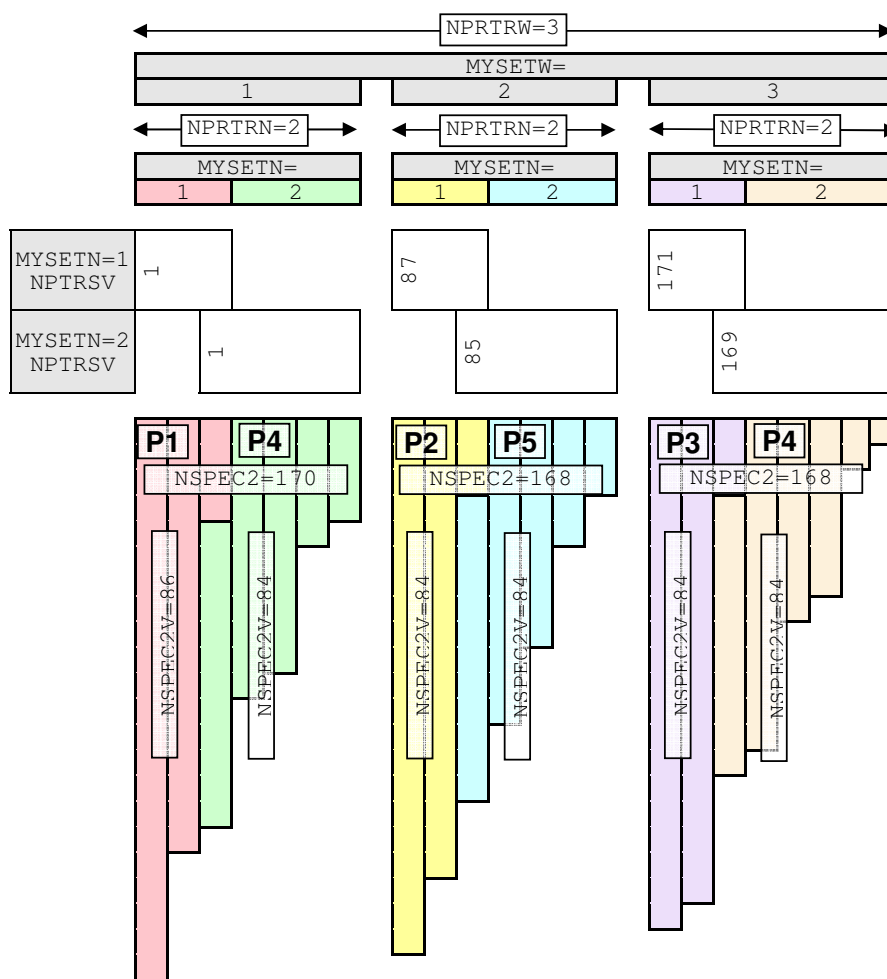 NPRTRW=3
MYSETW=
1 2 3
NPRTRN=2 NPRTRN=2 NPRTRN=2
MYSETN= MYSETN= MYSETN=
1 2 1 2 1 2
MYSETN=1
NPTRSV
1 87 171
MYSETN=2
NPTRSV
1 85 169
P1 P4 P2 P5 P3 P4
NSPEC2=170 NSPEC2=168 NSPEC2=168
NSPEC2V=86 NSPEC2V=84 NSPEC2V=84 NSPEC2V=84 NSPEC2V=84 NSPEC2V=84